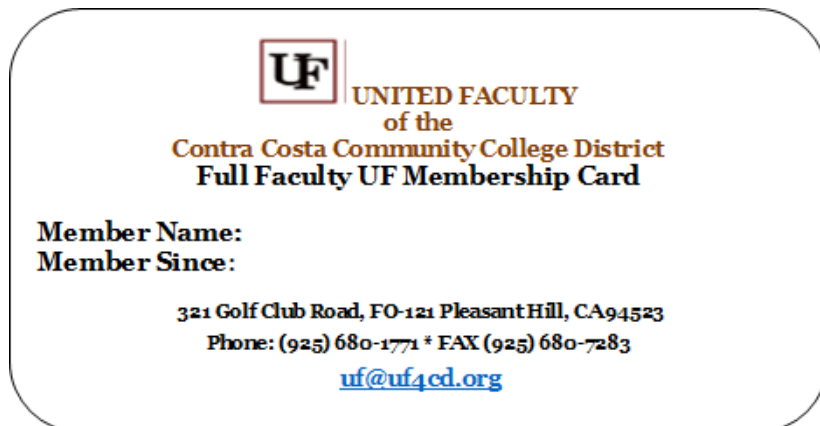 UF
UNITED FACULTY
of the
Contra Costa Community College District
Full Faculty UF Membership Card
Member Name:
Member Since:
321 Golf Club Road, FO-121 Pleasant Hill, CA94523
Phone: (925) 680-1771 * FAX (925) 680-7283
uf@uf4cd.org